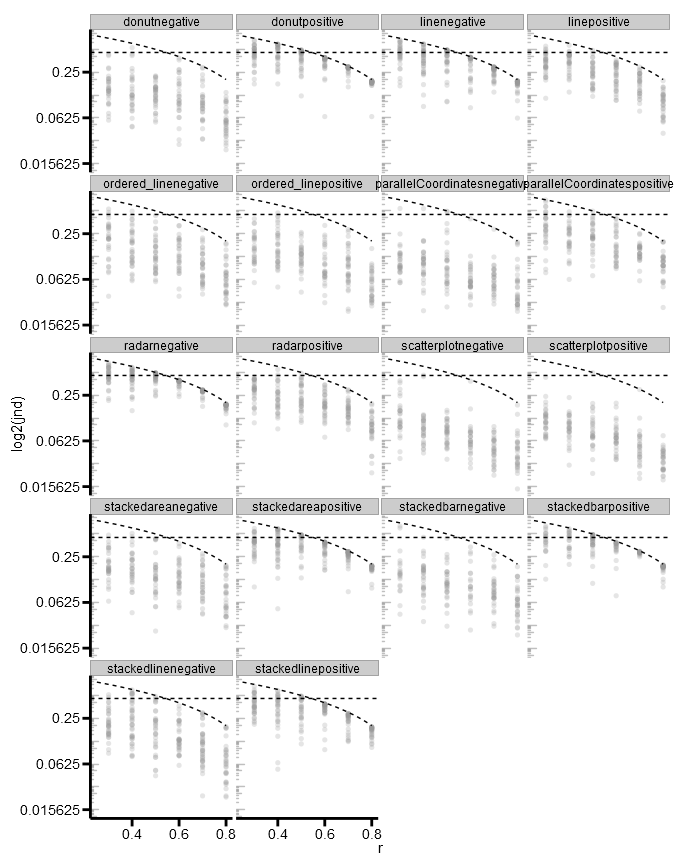 donutnegative donutpositive linenegative linepositive
0.25
0.0625
0.015625
ordered_linenegative ordered_linepositive parallelCoordinatesnegative parallelCoordinatespositive
0.25
0.0625
0.015625
radarnegative radarpositive scatterplotnegative scatterplotpositive
0.25
0.0625
0.015625
log2(jnd)
stackedareanegative stackedareapositive stackedbarnegative stackedbarpositive
0.25
0.0625
0.015625
stackedlinenegative stackedlinepositive
0.25
0.0625
0.015625
0.4 0.6 0.8 0.4 0.6 0.8
r